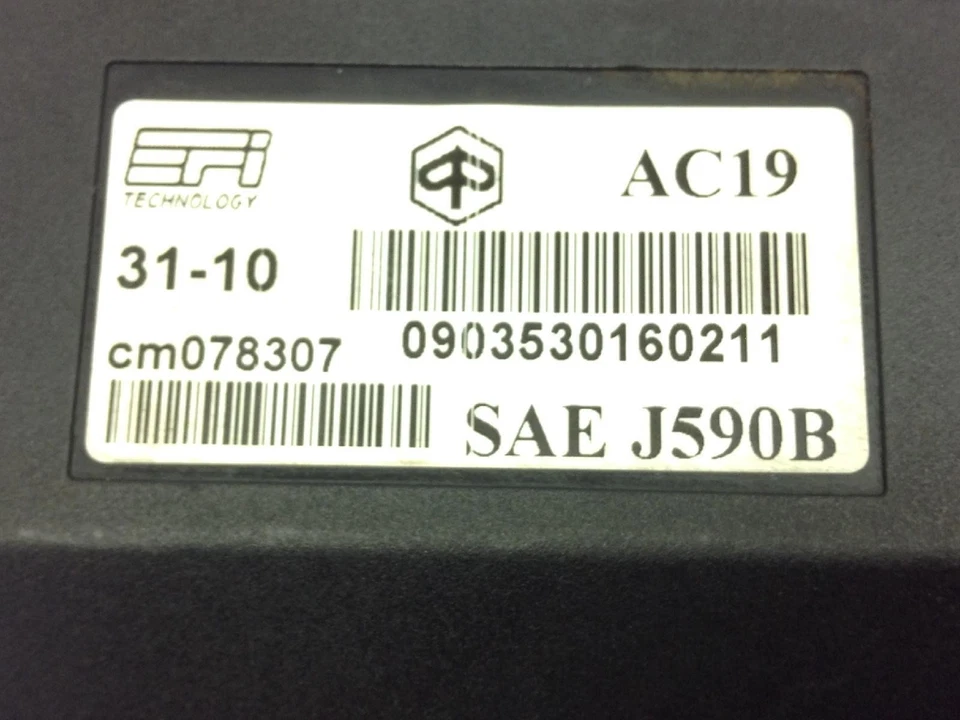 EFI
TECHNOLOGY
AC19
31-10
0903530160211
cm078307
SAE J590B